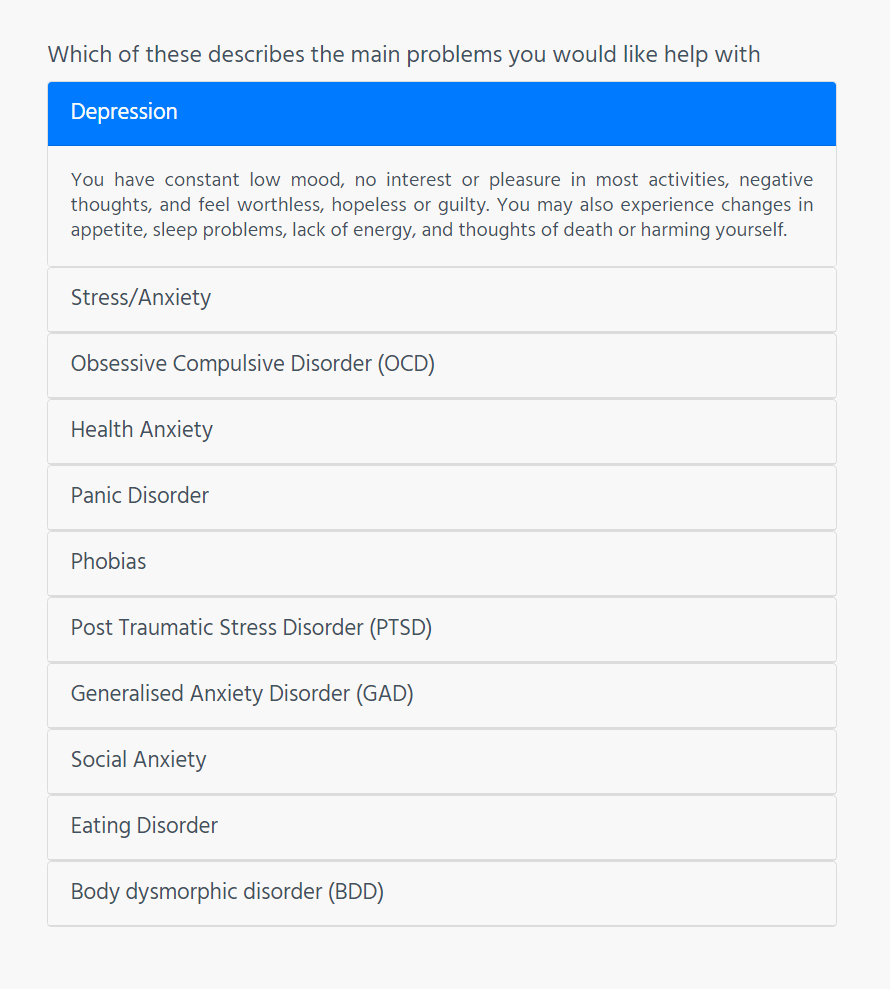 Which of these describes the main problems you would like help with
Depression
You have constant low mood, no interest or pleasure in most activities, negative
thoughts, and feel worthless, hopeless or guilty. You may also experience changes in
appetite, sleep problems, lack of energy, and thoughts of death or harming yourself.
Stress/Anxiety
Obsessive Compulsive Disorder (OCD)
Health Anxiety
Panic Disorder
Phobias
Post Traumatic Stress Disorder (PTSD)
Generalised Anxiety Disorder (GAD)
Social Anxiety
Eating Disorder
Body dysmorphic disorder (BDD)